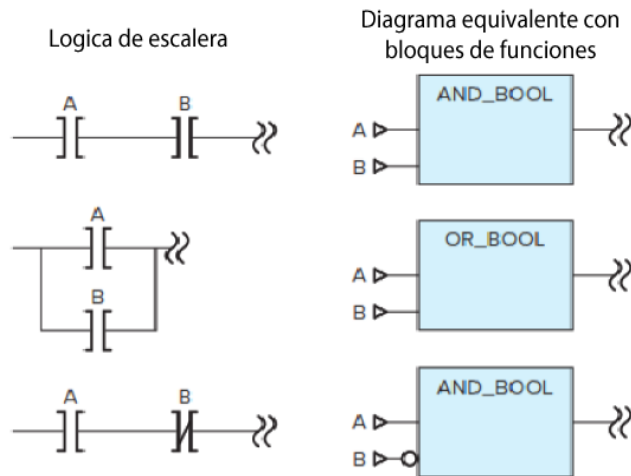 Logica de escalera
Diagrama equivalente con
bloques de funciones
A B
AND_BOOL
A
B
A
B
OR_BOOL
A
B
A B
AND_BOOL
A
B